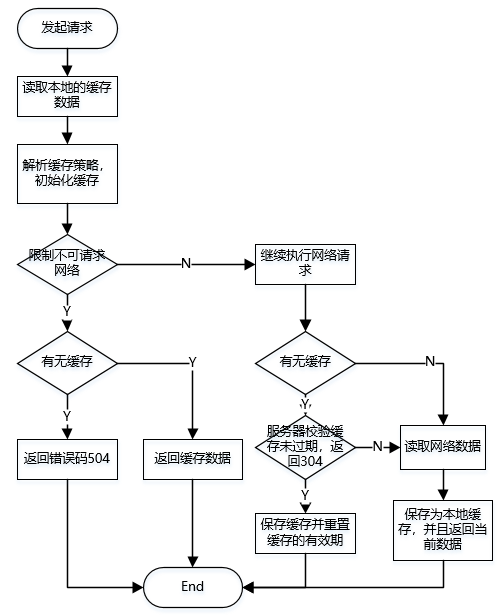 发起请求
读取本地的缓存
数据
解析缓存策略，
初始化缓存
限制不可请求
网络
N
继续执行网络请
求
Y
有无缓存
Y
有无缓存
N
Y
Y
服务器校验缓
存未过期，返
回304
N
读取网络数据
返回错误码504
返回缓存数据
Y
保存缓存并重置
缓存的有效期
保存为本地缓
存，并且返回当
前数据
End